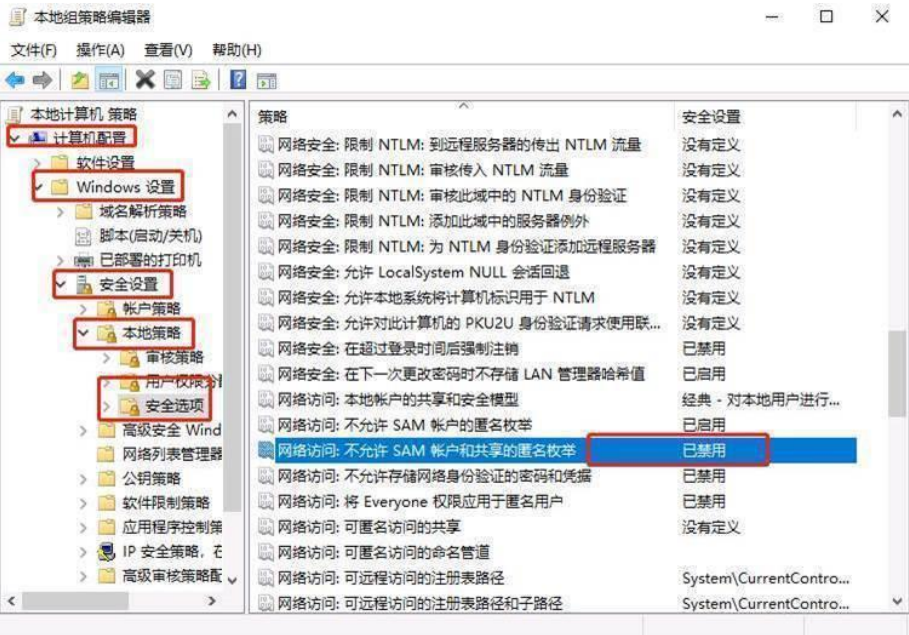 本地组策略编辑器
文件(F) 操作(A) 查看(V) 帮助(H)
本地计算机 策略
计算机配置
软件设置
Windows 设置
域名解析策略
脚本(启动/关机)
已部署的打印机
安全设置
帐户策略
本地策略
审核策略
用户权限分
安全选项
高级安全 Wind
网络列表管理器
公钥策略
软件限制策略
应用程序控制策
IP 安全策略，在
高级审核策略配
策略 安全设置
网络安全: 限制 NTLM: 到远程服务器的传出 NTLM 流量 没有定义
网络安全: 限制 NTLM: 审核传入 NTLM 流量 没有定义
网络安全: 限制 NTLM: 审核此域中的 NTLM 身份验证 没有定义
网络安全: 限制 NTLM: 添加此域中的服务器例外 没有定义
网络安全: 限制 NTLM: 为 NTLM 身份验证添加远程服务器 没有定义
网络安全: 允许 LocalSystem NULL 会话回退 没有定义
网络安全: 允许本地系统将计算机标识用于 NTLM 没有定义
网络安全: 允许对此计算机的 PKU2U 身份验证请求使用联... 没有定义
网络安全: 在超过登录时间后强制注销 已禁用
网络安全: 在下一次更改密码时不存储 LAN 管理器哈希值 已启用
网络访问: 本地帐户的共享和安全模型 经典 - 对本地用户进行...
网络访问: 不允许 SAM 帐户的匿名枚举 已启用
网络访问: 不允许 SAM 帐户和共享的匿名枚举 已禁用
网络访问: 不允许存储网络身份验证的密码和凭据 已禁用
网络访问: 将 Everyone 权限应用于匿名用户 已禁用
网络访问: 可匿名访问的共享 没有定义
网络访问: 可匿名访问的命名管道
网络访问: 可远程访问的注册表路径 System\CurrentContro...
网络访问: 可远程访问的注册表路径和子路径 System\CurrentContro...